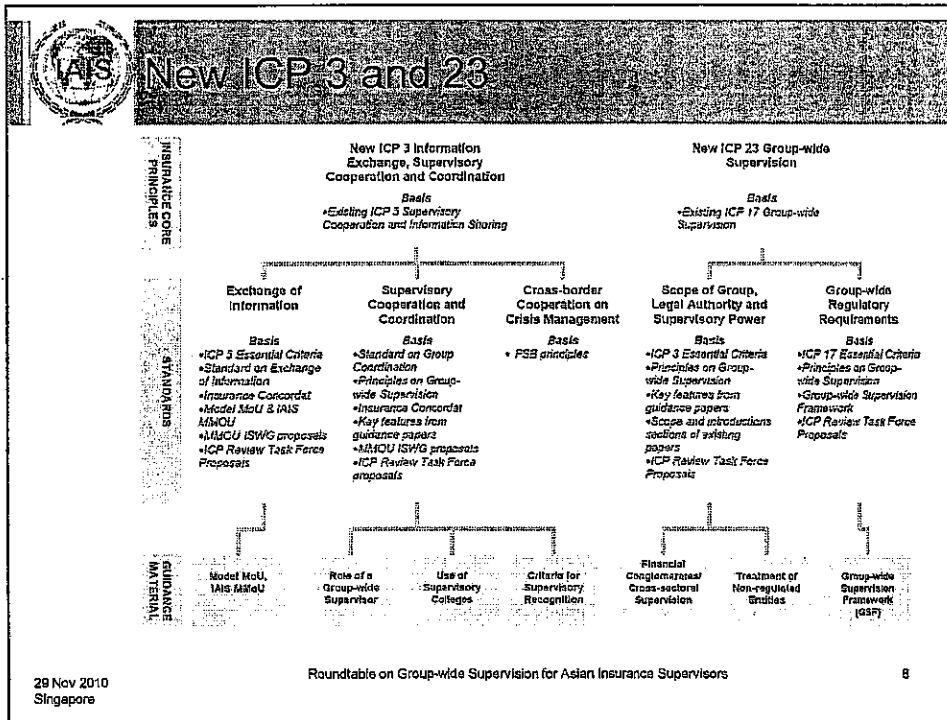 IAIS
New ICP 3 and 23
INSURANCE CORE
PRINCIPLES
New ICP 3 Information
Exchange, Supervisory
Cooperation and Coordination
Basis
•Existing ICP 5 Supervisory
Cooperation and Information Sharing
New ICP 23 Group-wide
Supervision
Basis
•Existing ICP 17 Group-wide
Supervision
STANDARDS
Exchange of
Information
Basis
•ICP 5 Essential Criteria
•Standard on Exchange
of Information
•Insurance Concordat
•Model MoU & IAIS
MMOU
•MMOU ISWG proposals
•ICP Review Task Force
Proposals
Supervisory
Cooperation and
Coordination
Basis
•Standard on Group
Coordination
•Principles on Group-
wide Supervision
•Insurance Concordat
•Key features from
guidance papers
•MMOU ISWG proposals
•ICP Review Task Force
proposals
Cross-border
Cooperation on
Crisis Management
Basis
• FSB principles
Scope of Group,
Legal Authority and
Supervisory Power
Basis
•ICP 3 Essential Criteria
•Principles on Group-
wide Supervision
•Key features from
guidance papers
•Scope and introductions
sections of existing
papers
•ICP Review Task Force
Proposals
Group-wide
Regulatory
Requirements
Basis
•ICP 17 Essential Criteria
•Principles on Group-
wide Supervision
•Group-wide Supervision
Framework
•ICP Review Task Force
Proposals
GUIDANCE
MATERIAL
Model MoU,
IAIS MMoU
Role of a
Group-wide
Supervisor
Use of
Supervisory
Colleges
Criteria for
Supervisory
Recognition
Financial
Conglomerates/
Cross-sectoral
Supervision
Treatment of
Non-regulated
Entities
Group-wide
Supervision
Framework
(GSF)
29 Nov 2010
Singapore
Roundtable on Group-wide Supervision for Asian Insurance Supervisors
8